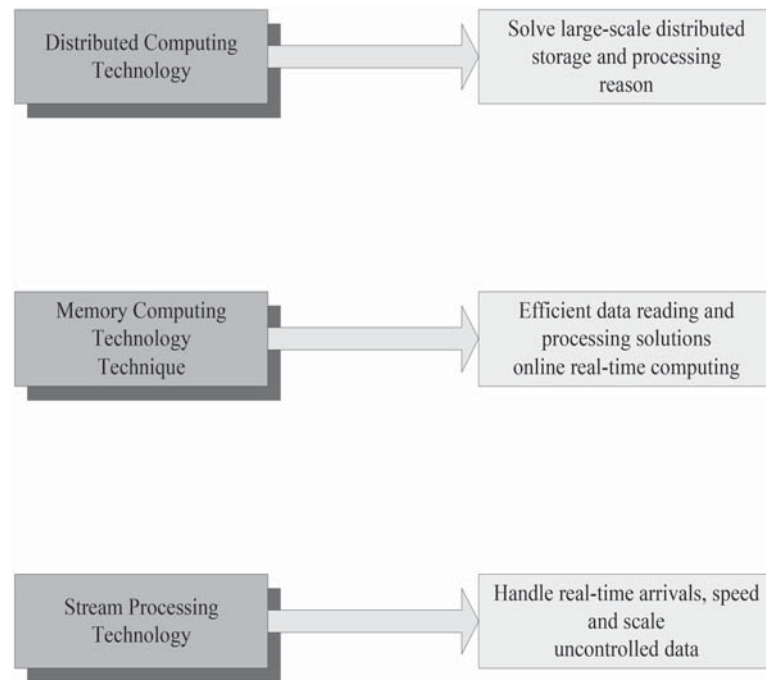 Distributed Computing
Technology
Solve large-scale distributed
storage and processing
reason
Memory Computing
Technology
Technique
Efficient data reading and
processing solutions
online real-time computing
Stream Processing
Technology
Handle real-time arrivals, speed
and scale
uncontrolled data